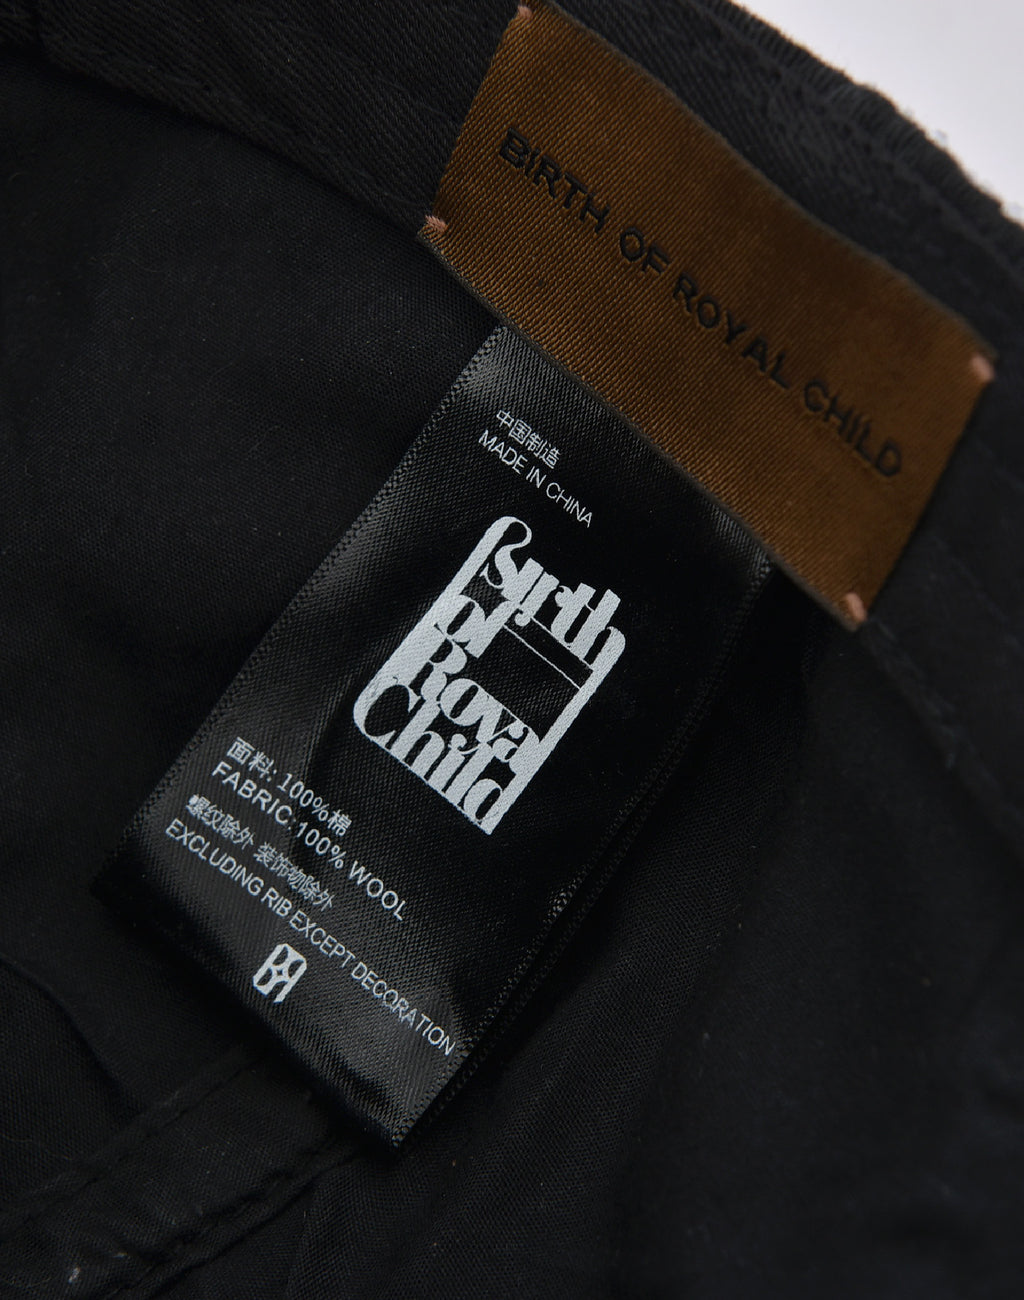 BIRTH OF ROYAL CHILD
中国制造
MADE IN CHINA
Birth
of
Royal
Child
面料: 100%棉
FABRIC:100% WOOL
螺纹除外 装饰物除外
EXCLUDING RIB EXCEPT DECORATION